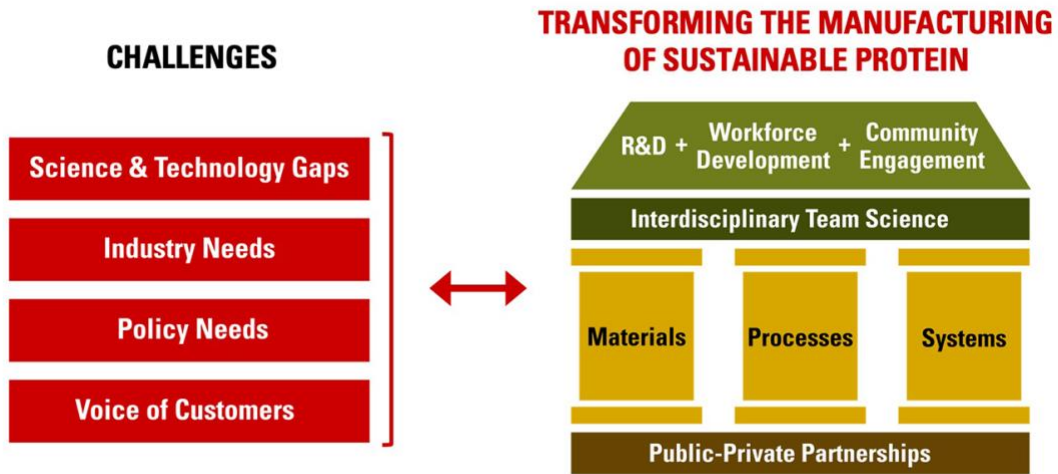 CHALLENGES
Science & Technology Gaps
Industry Needs
Policy Needs
Voice of Customers
TRANSFORMING THE MANUFACTURING
OF SUSTAINABLE PROTEIN
R&D + Workforce Development + Community Engagement
Interdisciplinary Team Science
Materials
Processes
Systems
Public-Private Partnerships